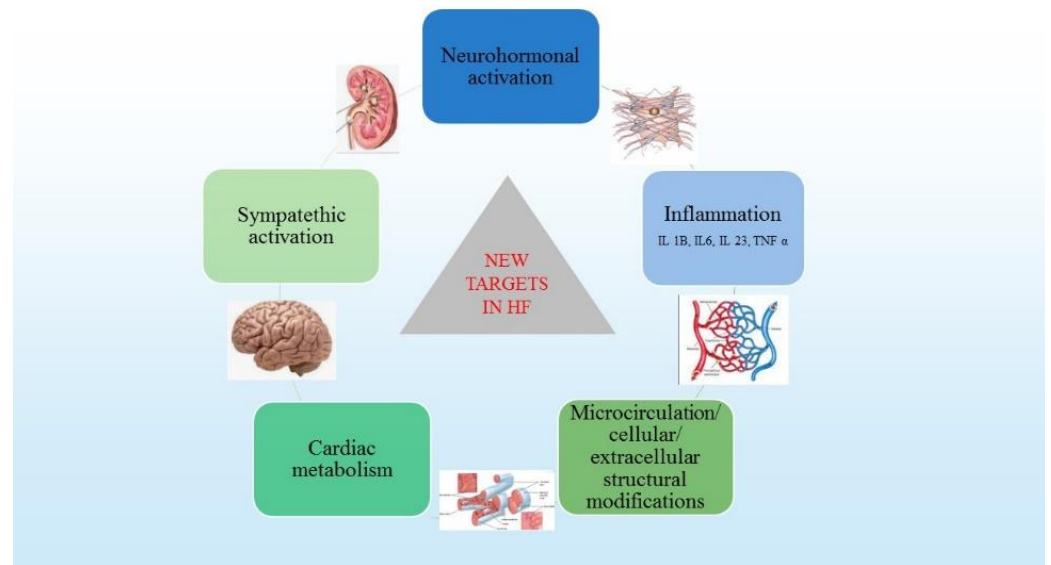 Neurohormonal
activation
Sympatethic
activation
Inflammation
IL 1B, IL6, IL 23, TNF α
NEW
TARGETS
IN HF
Cardiac
metabolism
Microcirculation/
cellular/
extracellular
structural
modifications